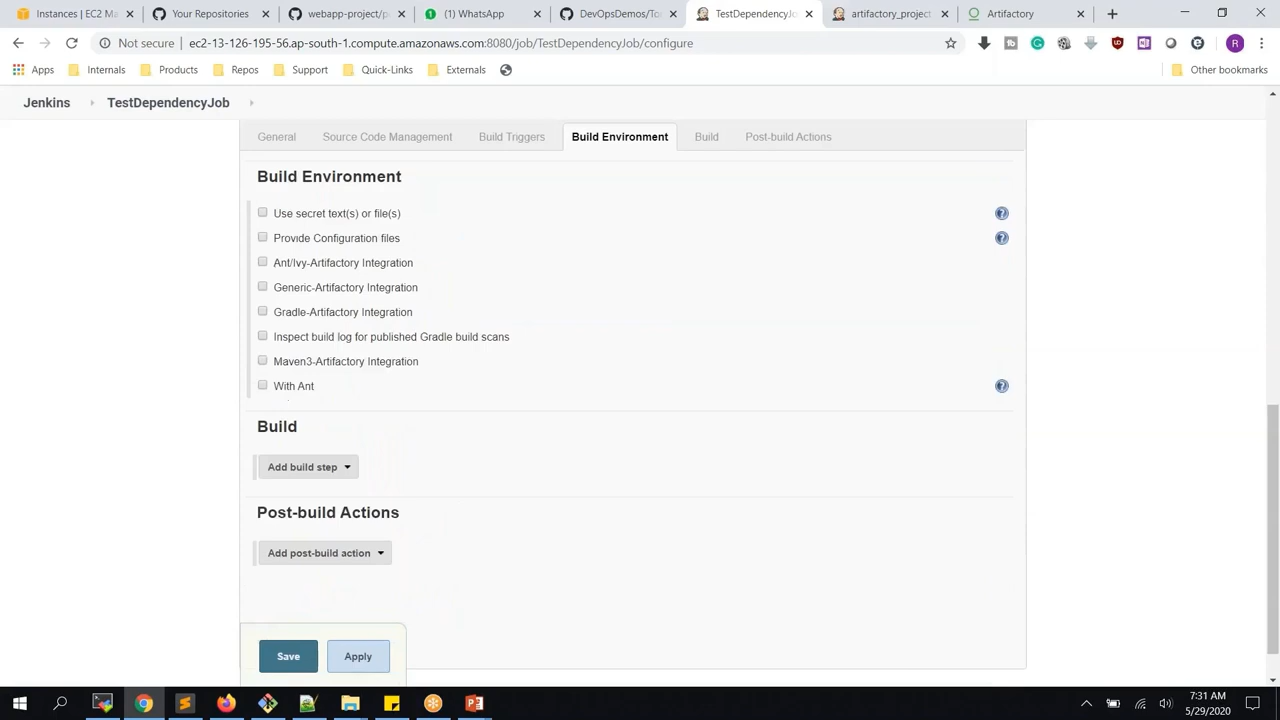 Instances | EC2 Ma
Your Repositories
webapp-project/p
(1) WhatsApp
DevOpsDemos/To
TestDependencyJo
artifactory_project
Artifactory
Not secure | ec2-13-126-195-56.ap-south-1.compute.amazonaws.com:8080/job/TestDependencyJob/configure
Apps
Internals
Products
Repos
Support
Quick-Links
Externals
Other bookmarks
Jenkins
TestDependencyJob
General
Source Code Management
Build Triggers
Build Environment
Build
Post-build Actions
Build Environment
Use secret text(s) or file(s)
Provide Configuration files
Ant/Ivy-Artifactory Integration
Generic-Artifactory Integration
Gradle-Artifactory Integration
Inspect build log for published Gradle build scans
Maven3-Artifactory Integration
With Ant
Build
Add build step
Post-build Actions
Add post-build action
Save
Apply
7:31 AM
5/29/2020